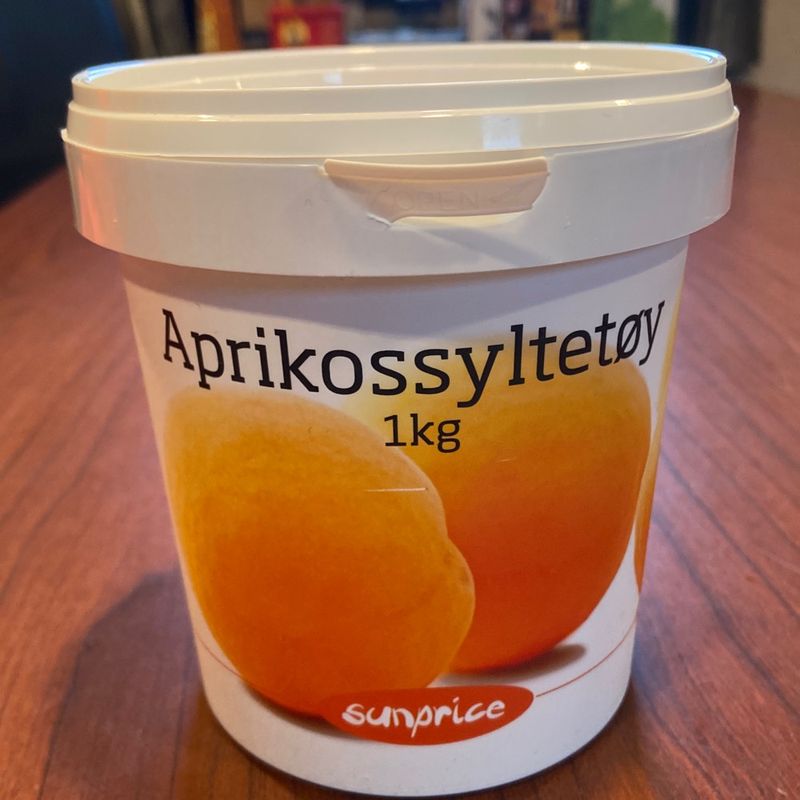 OPEN
Aprikossyltetøy
1kg
sunprice